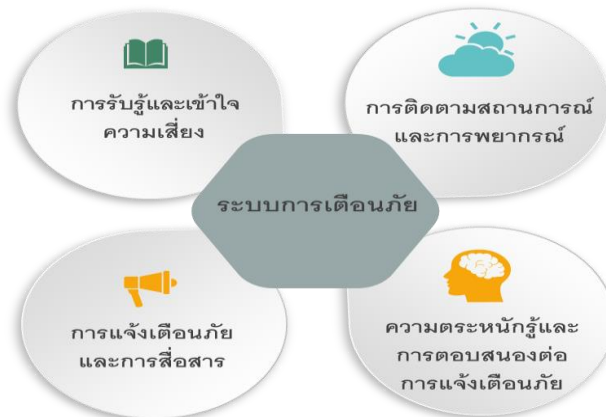 การรับรู้และเข้าใจ
ความเสี่ยง
การติดตามสถานการณ์
และการพยากรณ์
ระบบการเตือนภัย
การแจ้งเตือนภัย
และการสื่อสาร
ความตระหนักรู้และ
การตอบสนองต่อ
การแจ้งเตือนภัย